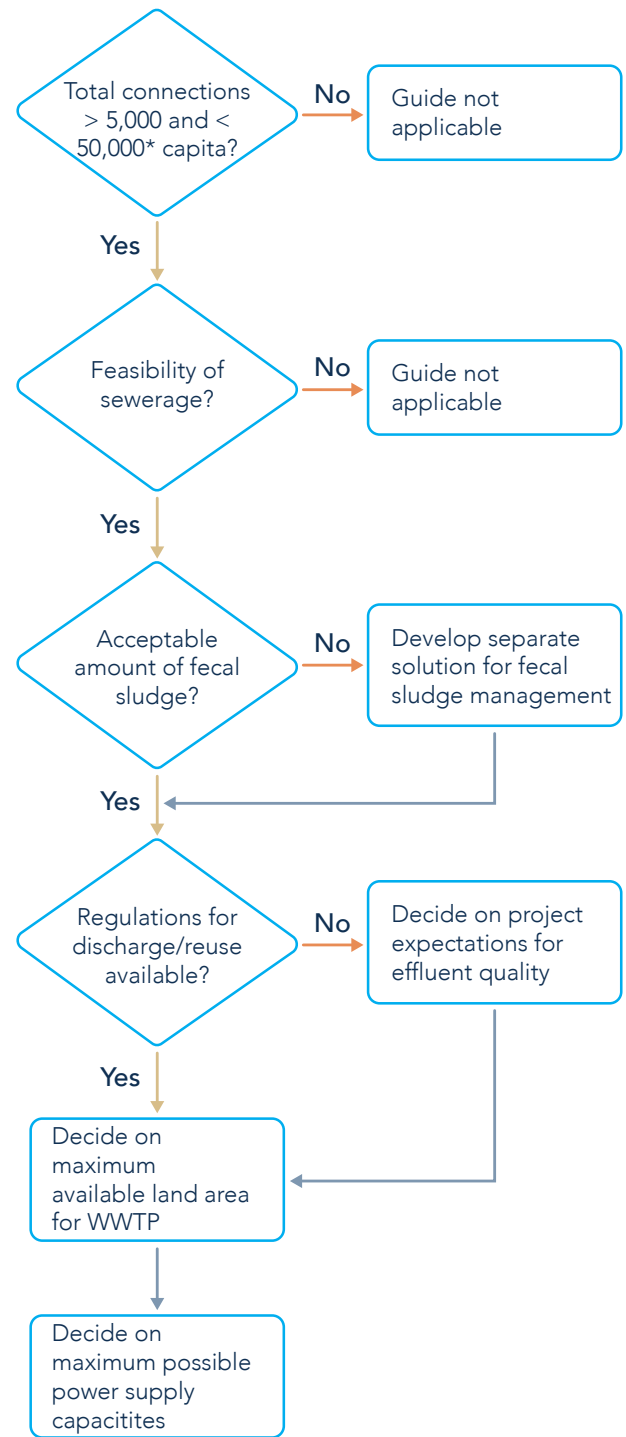 Total connections
> 5,000 and <
50,000* capita?
No
Guide not
applicable
Yes
Feasibility of
sewerage?
No
Guide not
applicable
Yes
Acceptable
amount of fecal
sludge?
No
Develop separate
solution for fecal
sludge management
Yes
Regulations for
discharge/reuse
available?
No
Decide on project
expectations for
effluent quality
Yes
Decide on
maximum
available land area
for WWTP
Decide on
maximum possible
power supply
capacitites